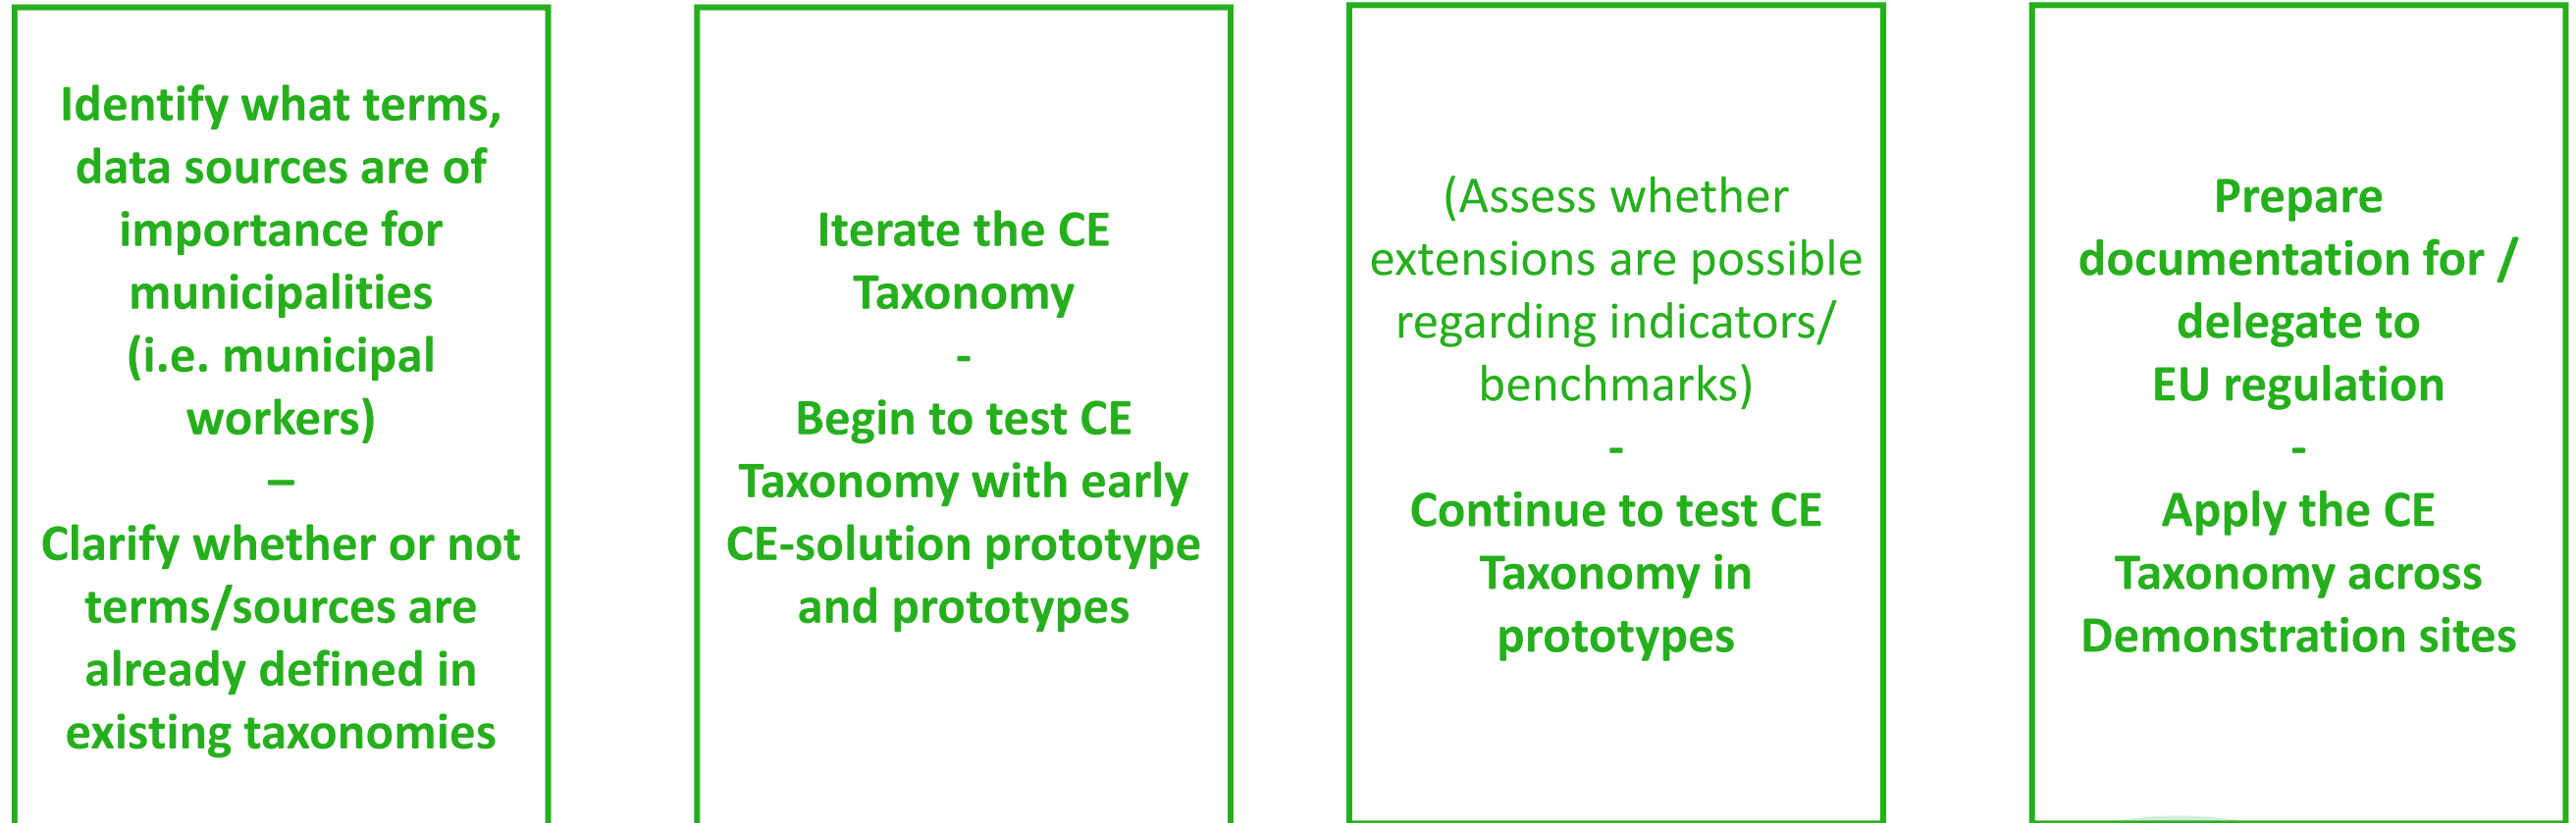 Identify what terms,
data sources are of
importance for
municipalities
(i.e. municipal
workers)
–
Clarify whether or not
terms/sources are
already defined in
existing taxonomies
Iterate the CE
Taxonomy
-
Begin to test CE
Taxonomy with early
CE-solution prototype
and prototypes
(Assess whether
extensions are possible
regarding indicators/
benchmarks)
-
Continue to test CE
Taxonomy in
prototypes
Prepare
documentation for /
delegate to
EU regulation
-
Apply the CE
Taxonomy across
Demonstration sites